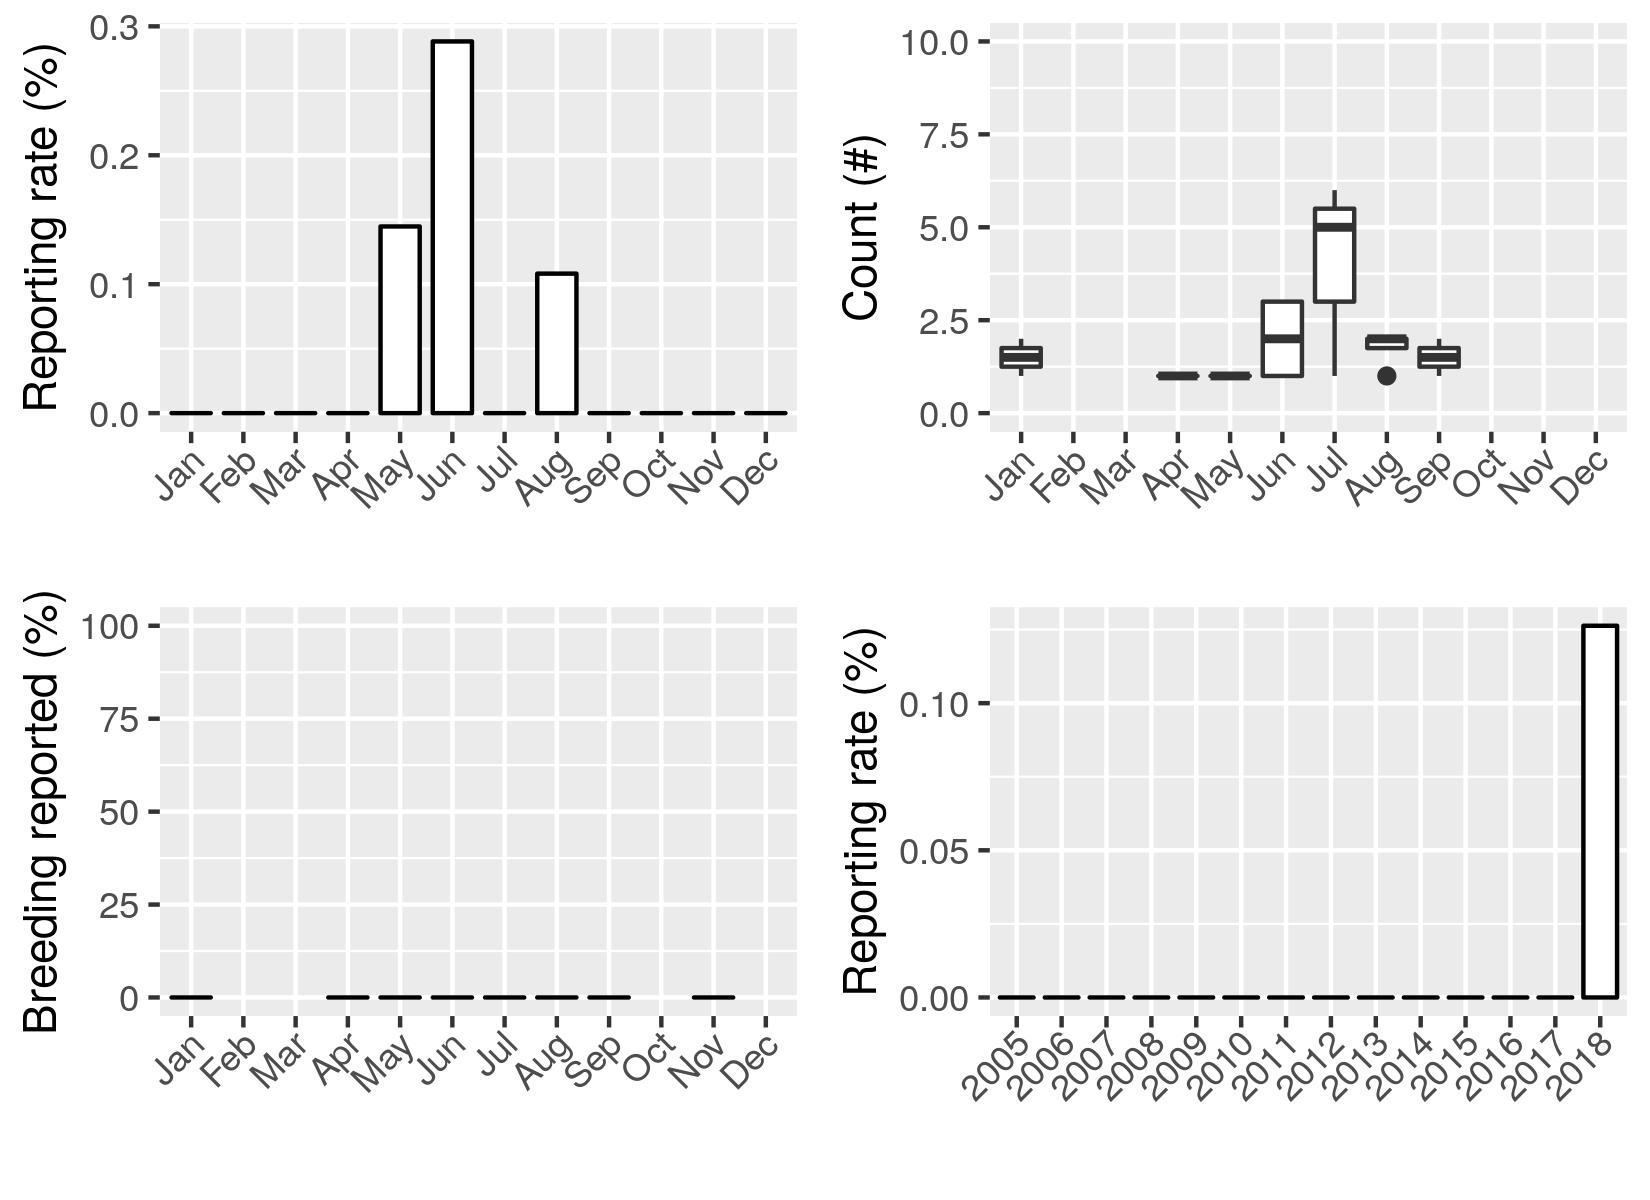 Reporting rate (%)
0.3
0.2
0.1
0.0
Jan Feb Mar Apr May Jun Jul Aug Sep Oct Nov Dec
Count (#)
10.0
7.5
5.0
2.5
0.0
Jan Feb Mar Apr May Jun Jul Aug Sep Oct Nov Dec
Breeding reported (%)
100
75
50
25
0
Jan Feb Mar Apr May Jun Jul Aug Sep Oct Nov Dec
Reporting rate (%)
0.10
0.05
0.00
2005 2006 2007 2008 2009 2010 2011 2012 2013 2014 2015 2016 2017 2018